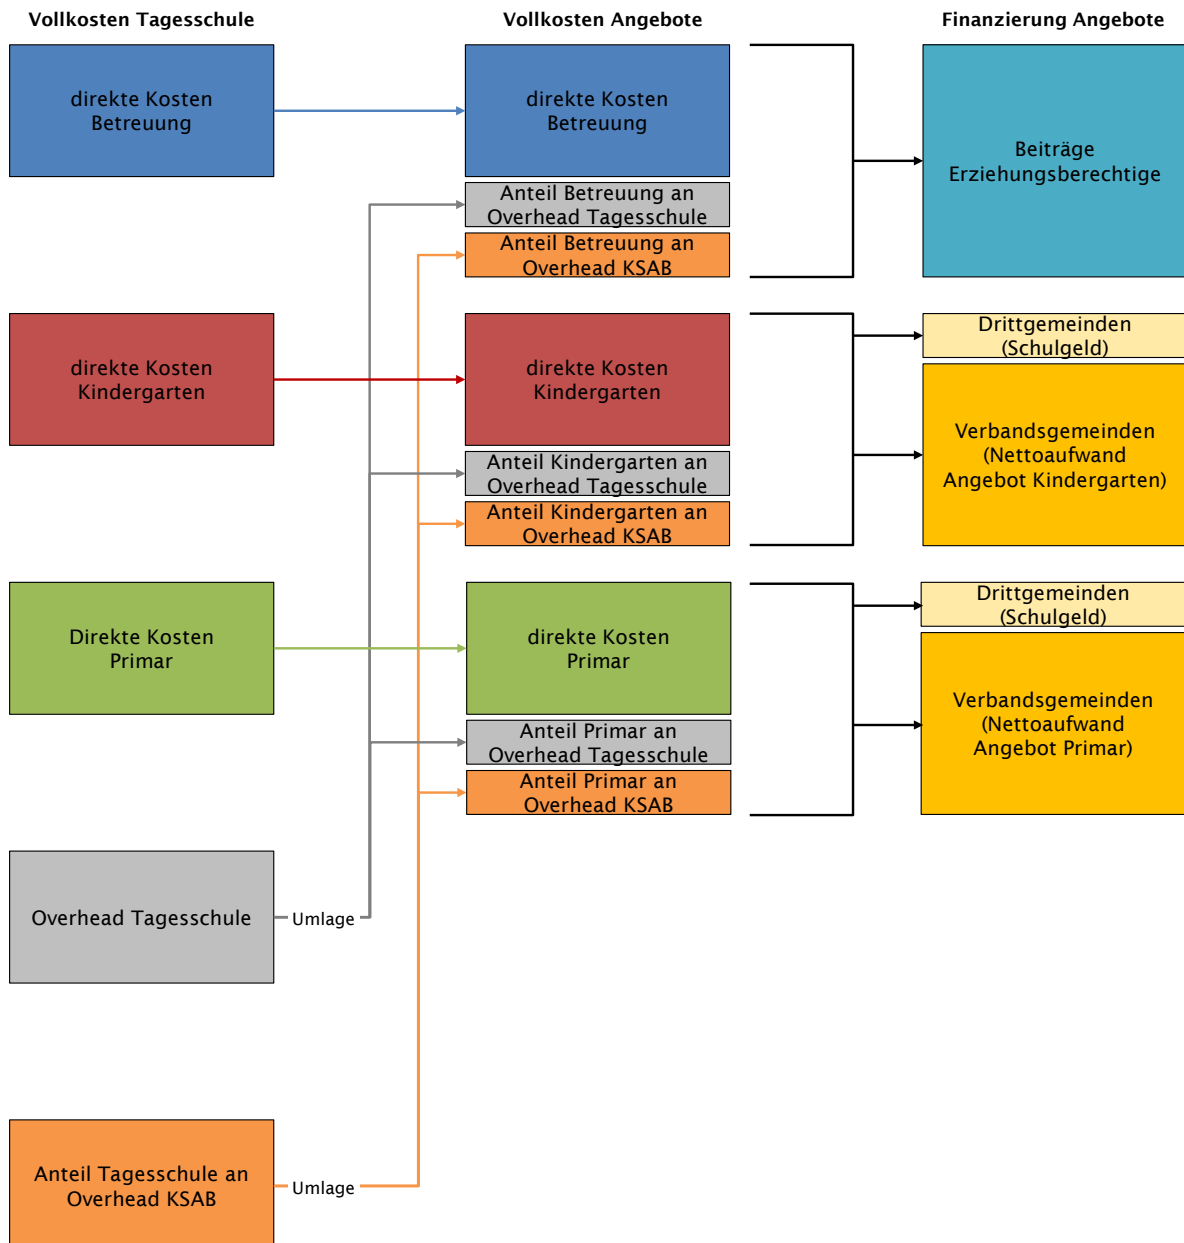 Vollkosten Tagesschule
Vollkosten Angebote
Finanzierung Angebote
direkte Kosten
Betreuung
direkte Kosten
Betreuung
Anteil Betreuung an
Overhead Tagesschule
Anteil Betreuung an
Overhead KSAB
Beiträge
Erziehungsberechtige
direkte Kosten
Kindergarten
direkte Kosten
Kindergarten
Anteil Kindergarten an
Overhead Tagesschule
Anteil Kindergarten an
Overhead KSAB
Drittgemeinden
(Schulgeld)
Verbandsgemeinden
(Nettoaufwand
Angebot Kindergarten)
Direkte Kosten
Primar
direkte Kosten
Primar
Anteil Primar an
Overhead Tagesschule
Anteil Primar an
Overhead KSAB
Drittgemeinden
(Schulgeld)
Verbandsgemeinden
(Nettoaufwand
Angebot Primar)
Overhead Tagesschule
Umlage
Anteil Tagesschule an
Overhead KSAB
Umlage